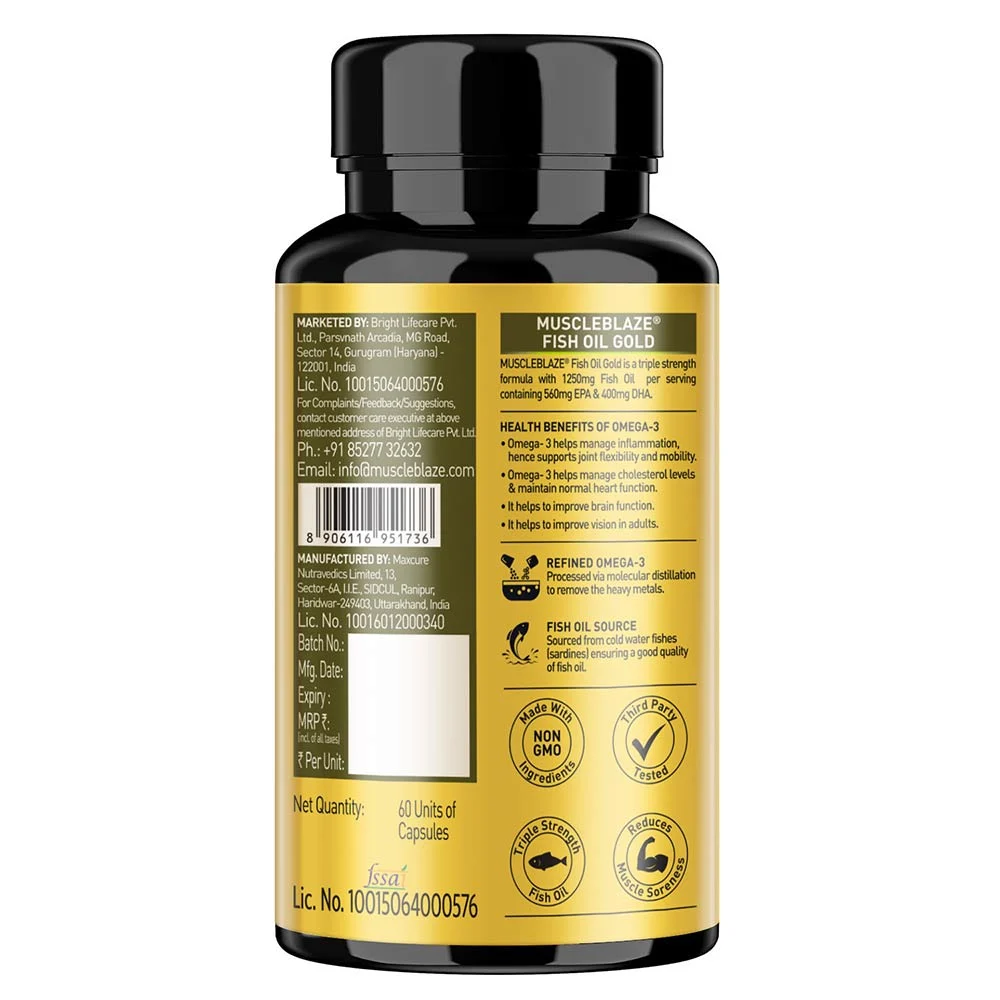 MARKETED BY: Bright Lifecare Pvt.
Ltd., Parsvnath Arcadia, MG Road,
Sector 14, Gurugram (Haryana) -
122001, India
Lic. No. 10015064000576
For Complaints/Feedback/Suggestions,
contact customer care executive at above
mentioned address of Bright Lifecare Pvt. Ltd.
Ph.: +91 85277 32632
Email: info@muscleblaze.com
8 906116 951736
MANUFACTURED BY: Maxcure
Nutravedics Limited, 13,
Sector-6A, I.I.E., SIDCUL, Ranipur,
Haridwar-249403, Uttarakhand, India
Lic. No. 10016012000340
Batch No.:
Mfg. Date:
Expiry :
MRP ₹:
(incl. of all taxes)
₹ Per Unit:
Net Quantity: 60 Units of
Capsules
fssai
Lic. No. 10015064000576
MUSCLEBLAZE®
FISH OIL GOLD
MUSCLEBLAZE® Fish Oil Gold is a triple strength
formula with 1250mg Fish Oil per serving
containing 560mg EPA & 400mg DHA.
HEALTH BENEFITS OF OMEGA-3
• Omega- 3 helps manage inflammation,
hence supports joint flexibility and mobility.
• Omega- 3 helps manage cholesterol levels
& maintain normal heart function.
• It helps to improve brain function.
• It helps to improve vision in adults.
REFINED OMEGA-3
Processed via molecular distillation
to remove the heavy metals.
FISH OIL SOURCE
Sourced from cold water fishes
(sardines) ensuring a good quality
of fish oil.
Made With
NON
GMO
Ingredients
Third Party
Tested
Triple Strength
Fish Oil
Reduces
Muscle Soreness